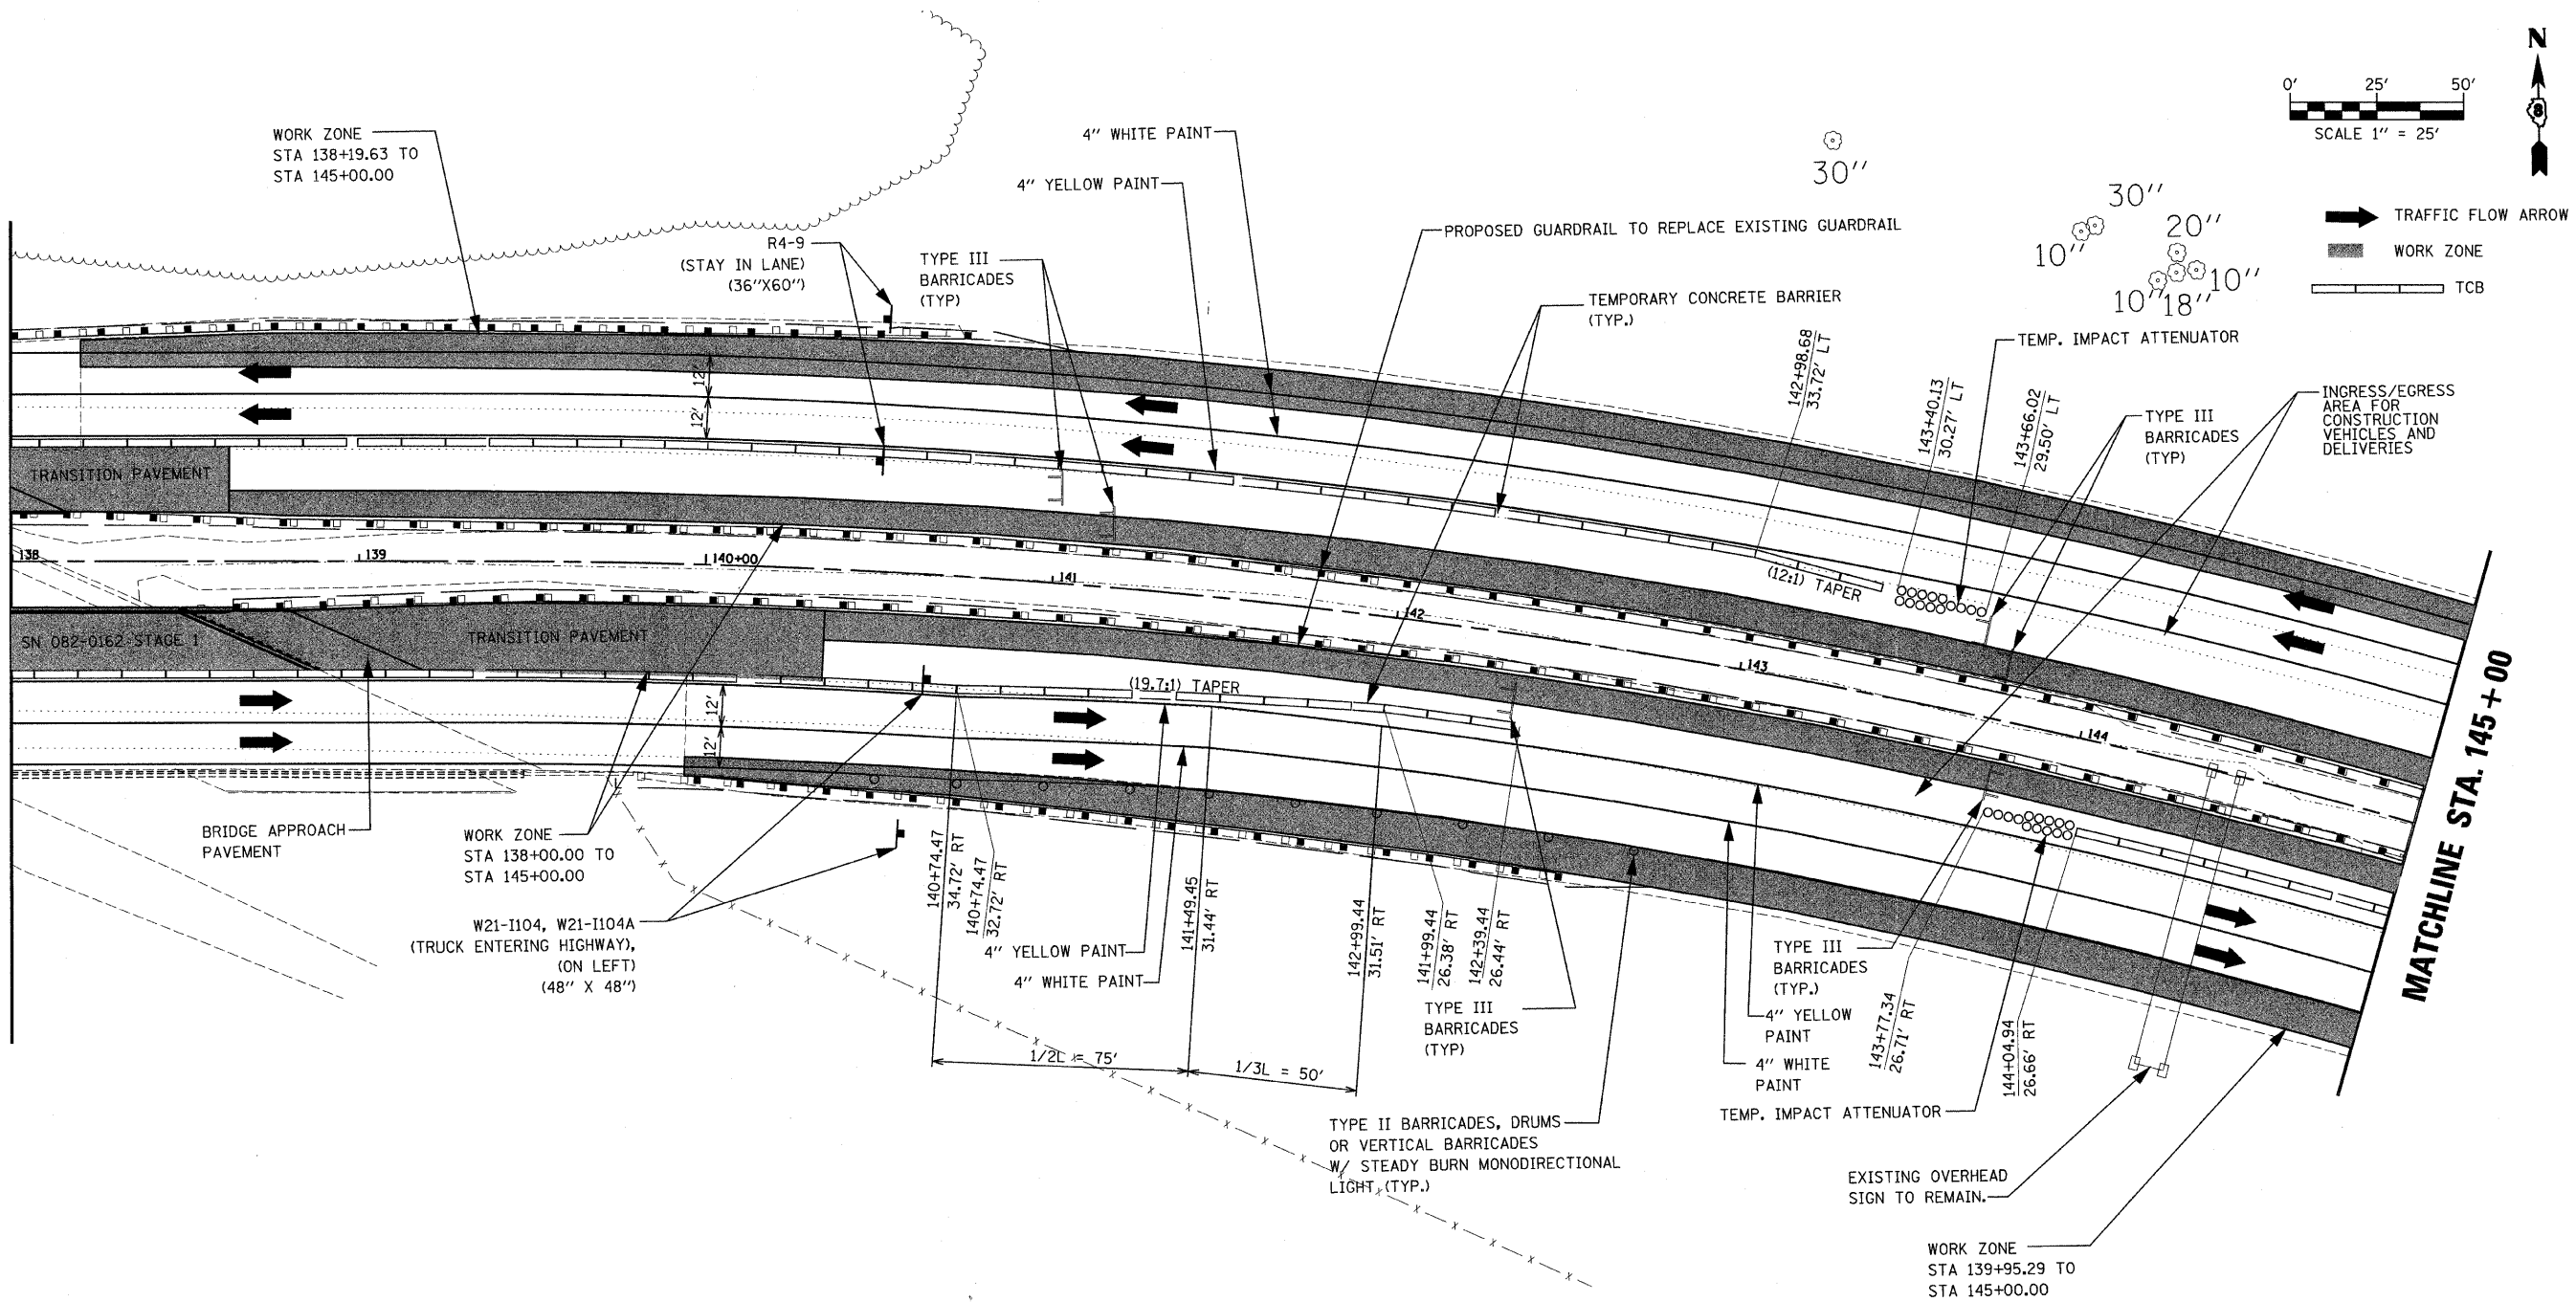 N
0' 25' 50'
SCALE 1" = 25'
TRAFFIC FLOW ARROW
WORK ZONE
TCB
WORK ZONE
STA 138+19.63 TO
STA 145+00.00
4" WHITE PAINT
4" YELLOW PAINT
R4-9
(STAY IN LANE)
(36"X60")
TYPE III
BARRICADES
(TYP)
PROPOSED GUARDRAIL TO REPLACE EXISTING GUARDRAIL
TEMPORARY CONCRETE BARRIER
(TYP.)
30"
30"
10"
20"
10"
10"
18"
142+98.68
33.72' LT
TEMP. IMPACT ATTENUATOR
143+40.13
30.27' LT
143+66.02
29.50' LT
TYPE III
BARRICADES
(TYP)
INGRESS/EGRESS
AREA FOR
CONSTRUCTION
VEHICLES AND
DELIVERIES
12'
12'
TRANSITION PAVEMENT
138
139
140+00
141
142
143
144
(12:1) TAPER
SN 082-0162 STAGE 1
TRANSITION PAVEMENT
(19.7:1) TAPER
12'
12'
MATCHLINE STA. 145+00
BRIDGE APPROACH
PAVEMENT
WORK ZONE
STA 138+00.00 TO
STA 145+00.00
W21-I104, W21-I104A
(TRUCK ENTERING HIGHWAY),
(ON LEFT)
(48" X 48")
140+74.47
34.72' RT
140+74.47
32.72' RT
4" YELLOW PAINT
4" WHITE PAINT
141+49.45
31.44' RT
142+99.44
31.51' RT
141+99.44
26.38' RT
142+39.44
26.44' RT
1/2L = 75'
1/3L = 50'
TYPE III
BARRICADES
(TYP)
TYPE II BARRICADES, DRUMS
OR VERTICAL BARRICADES
W/ STEADY BURN MONODIRECTIONAL
LIGHT (TYP.)
4" YELLOW
PAINT
4" WHITE
PAINT
TYPE III
BARRICADES
(TYP.)
143+77.34
26.71' RT
144+04.94
26.66' RT
TEMP. IMPACT ATTENUATOR
EXISTING OVERHEAD
SIGN TO REMAIN.
WORK ZONE
STA 139+95.29 TO
STA 145+00.00